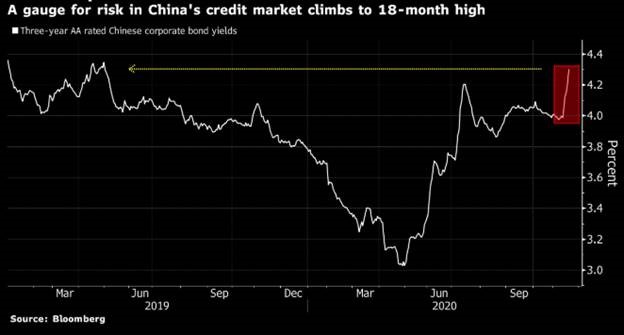 A gauge for risk in China's credit market climbs to 18-month high
Three-year AA rated Chinese corporate bond yields
4.4
4.2
4.0
3.8
3.6
3.4
3.2
3.0
Percent
Mar Jun Sep Dec Mar Jun Sep
2019 2020
Source: Bloomberg